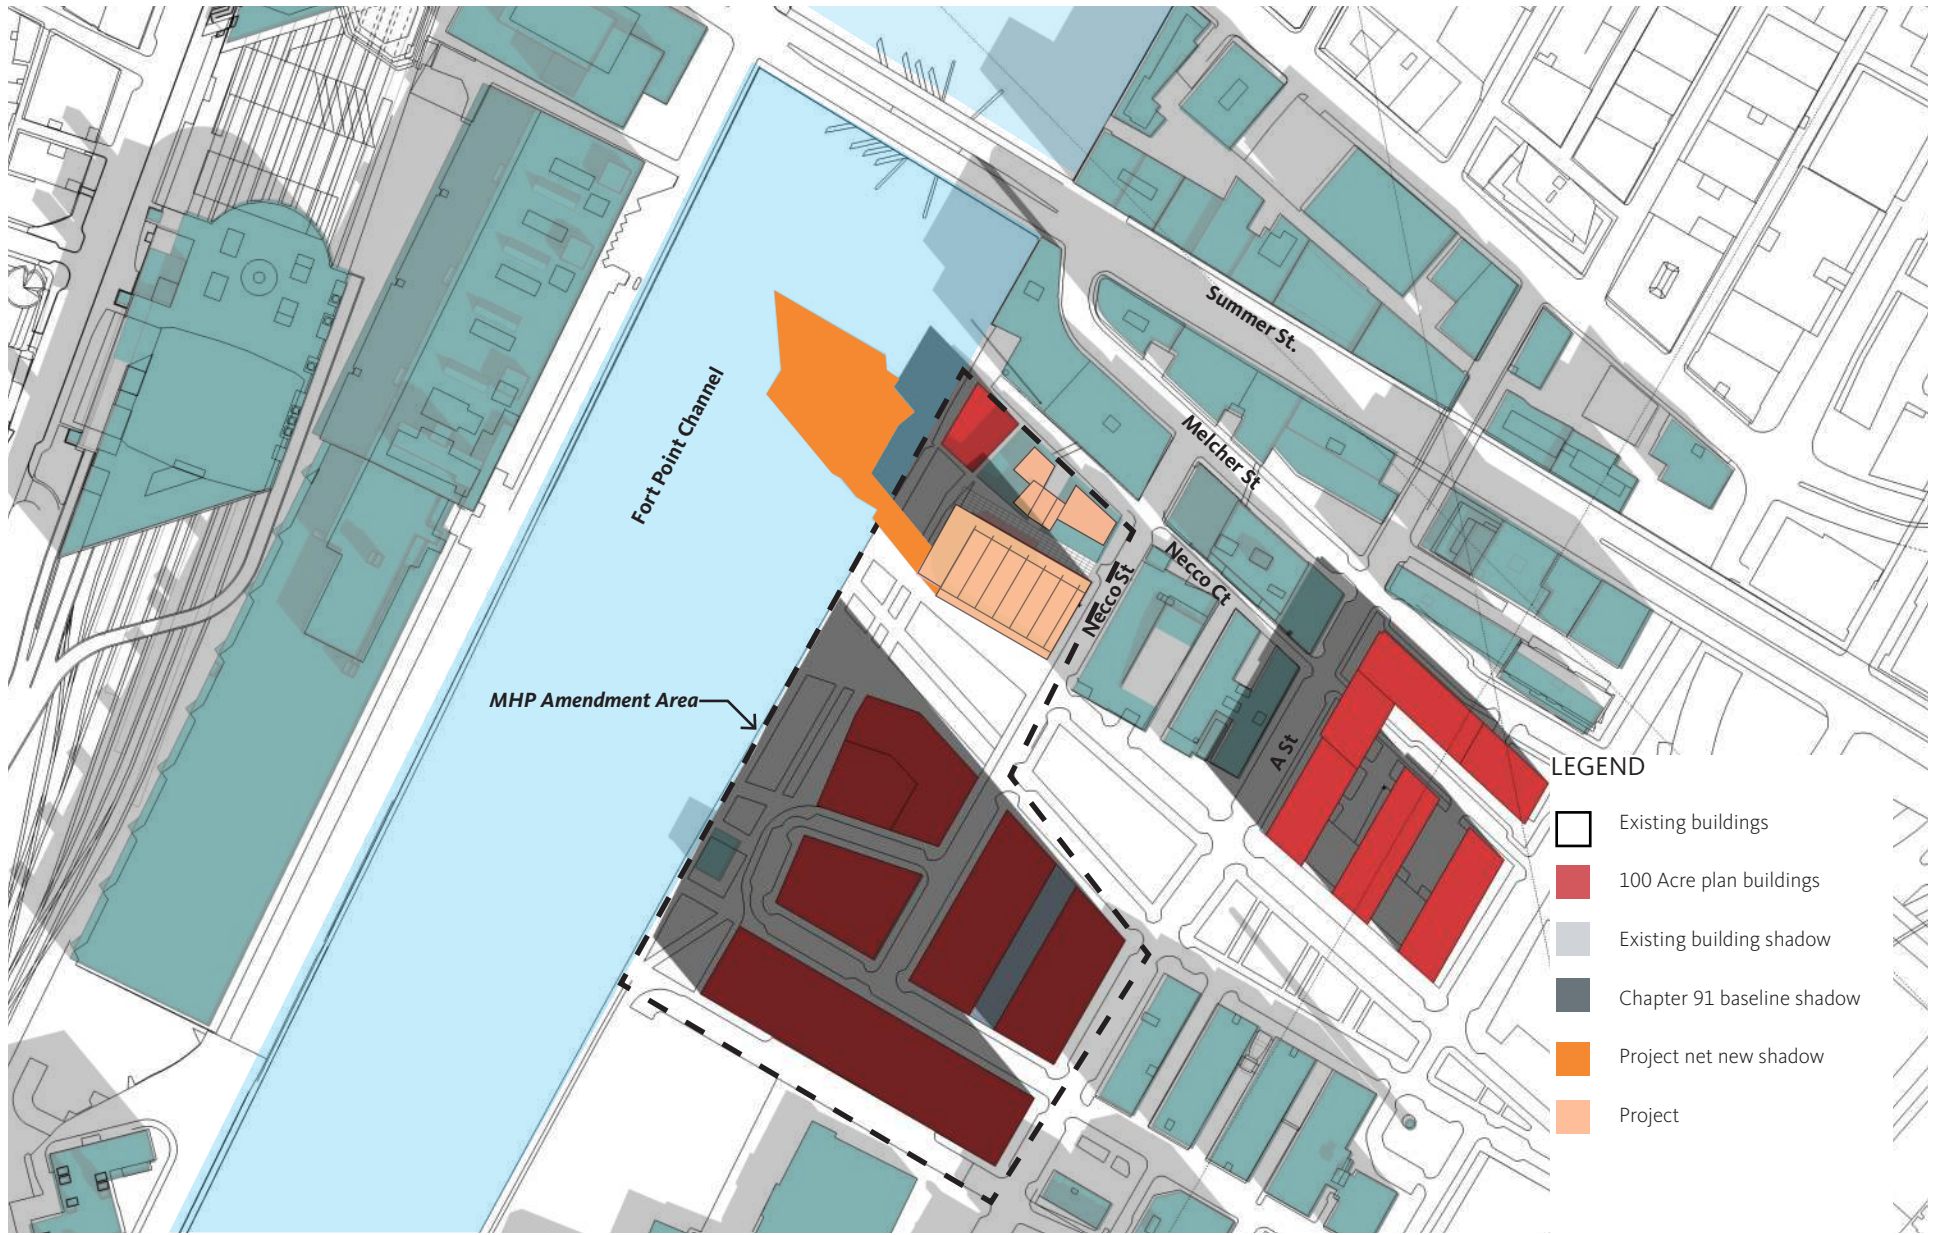 Summer St.
Fort Point Channel
Melcher St
Necco Ct
Necco St
MHP Amendment Area
A St
LEGEND
Existing buildings
100 Acre plan buildings
Existing building shadow
Chapter 91 baseline shadow
Project net new shadow
Project